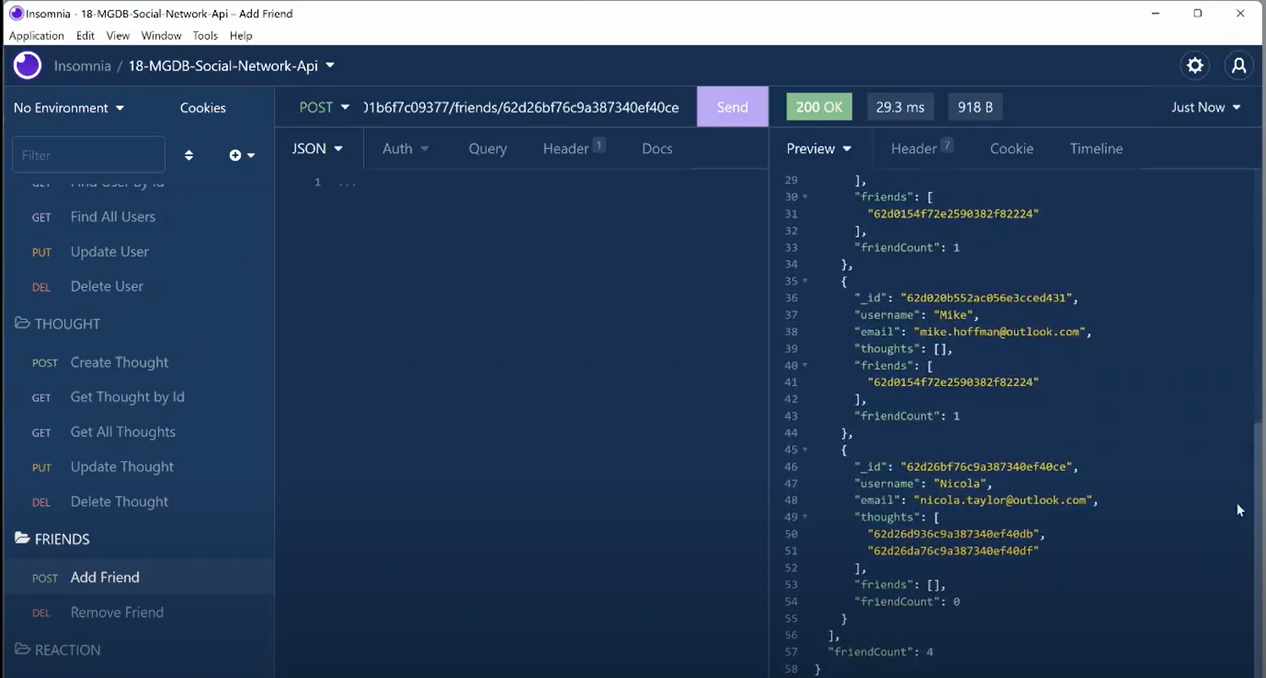 Insomnia - 18-MGDB-Social-Network-Api – Add Friend
Application Edit View Window Tools Help
Insomnia / 18-MGDB-Social-Network-Api
No Environment Cookies
POST 01b6f7c09377/friends/62d26bf76c9a387340ef40ce Send
200 OK 29.3 ms 918 B Just Now
Filter
JSON Auth Query Header 1 Docs
Preview Header 7 Cookie Timeline
GET Find User by Id
GET Find All Users
PUT Update User
DEL Delete User
THOUGHT
POST Create Thought
GET Get Thought by Id
GET Get All Thoughts
PUT Update Thought
DEL Delete Thought
FRIENDS
POST Add Friend
DEL Remove Friend
REACTION
1 ...
29 ],
30 "friends": [
31 "62d0154f72e2590382f82224"
32 ],
33 "friendCount": 1
34 },
35 {
36 "_id": "62d020b552ac056e3cced431",
37 "username": "Mike",
38 "email": "mike.hoffman@outlook.com",
39 "thoughts": [],
40 "friends": [
41 "62d0154f72e2590382f82224"
42 ],
43 "friendCount": 1
44 },
45 {
46 "_id": "62d26bf76c9a387340ef40ce",
47 "username": "Nicola",
48 "email": "nicola.taylor@outlook.com",
49 "thoughts": [
50 "62d26d936c9a387340ef40db",
51 "62d26da76c9a387340ef40df"
52 ],
53 "friends": [],
54 "friendCount": 0
55 }
56 ],
57 "friendCount": 4
58 }